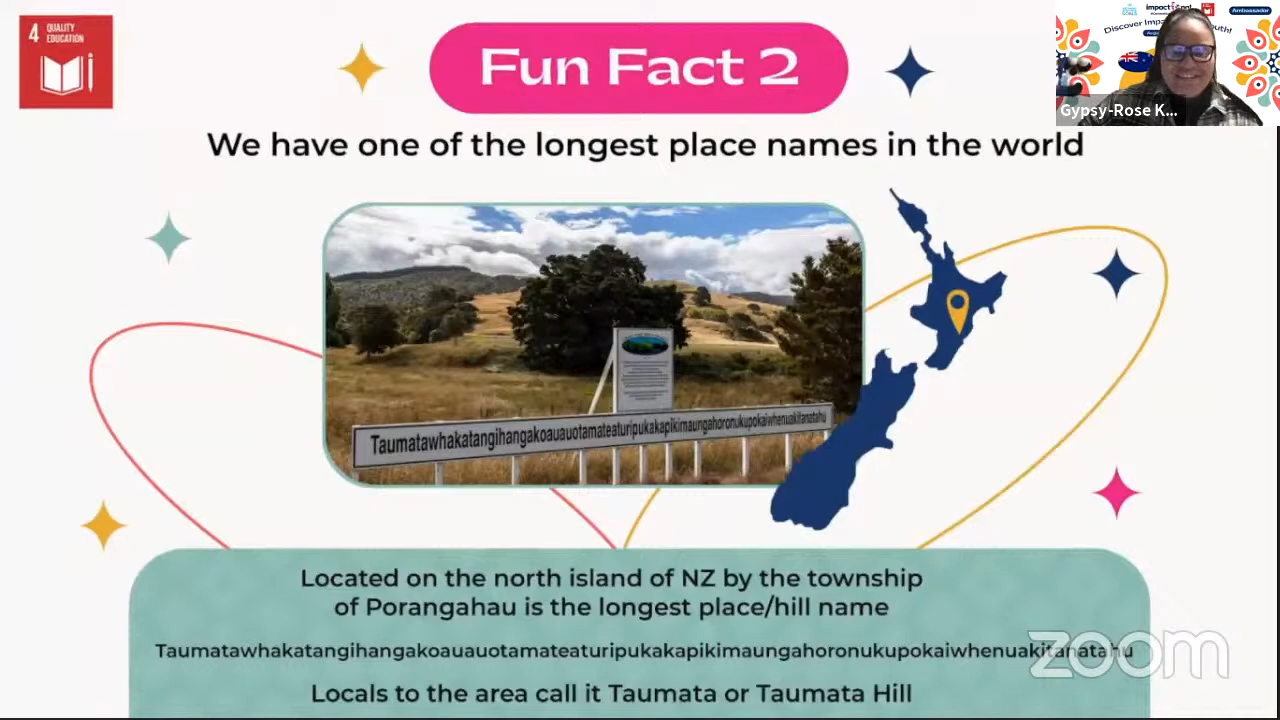 4 QUALITY
EDUCATION
Fun Fact 2
We have one of the longest place names in the world
Discover
Ambassador
Gypsy-Rose K...
Taumatawhakatangihangakoauauotamateaturipukakapikimaungahoronukupokaiwhenuakitanatahu
Located on the north island of NZ by the township
of Porangahau is the longest place/hill name
Taumatawhakatangihangakoauauotamateaturipukakapikimaungahoronukupokaiwhenuakitanatahu
zoom
Locals to the area call it Taumata or Taumata Hill